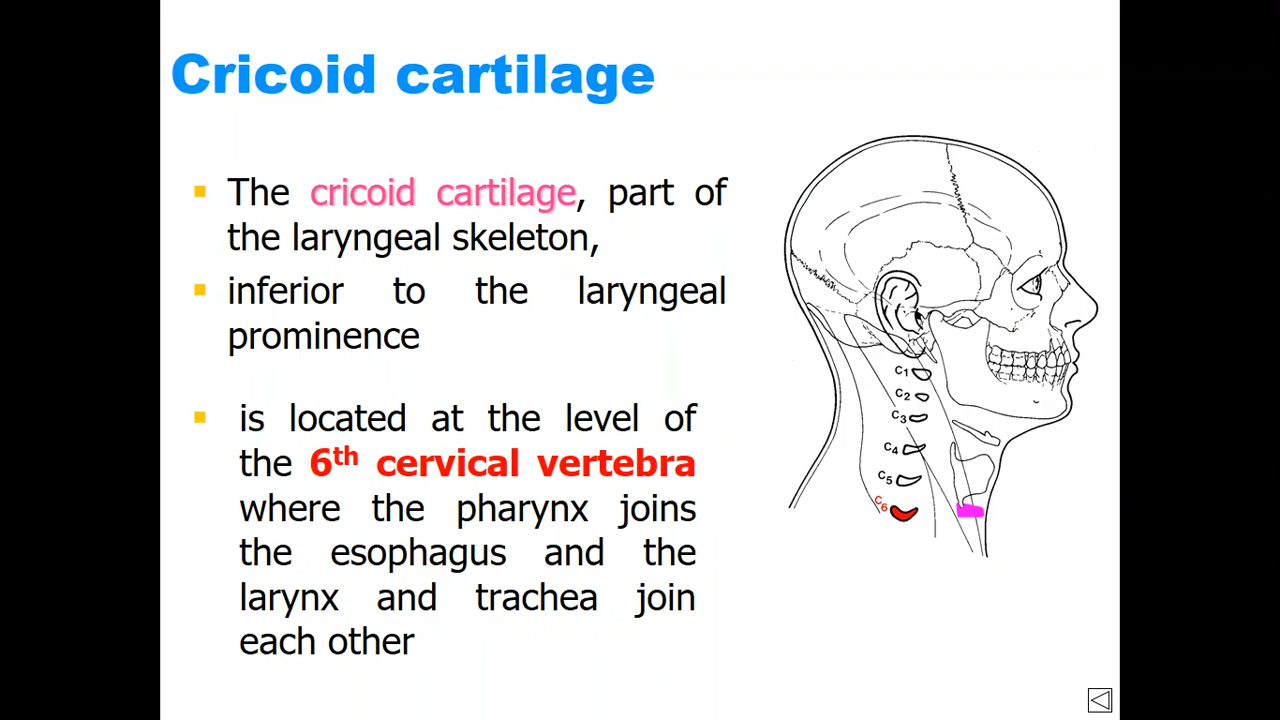 Cricoid cartilage
The cricoid cartilage, part of
the laryngeal skeleton,
inferior to the laryngeal
prominence
is located at the level of
the 6th cervical vertebra
where the pharynx joins
the esophagus and the
larynx and trachea join
each other
C1
C2
C3
C4
C5
C6